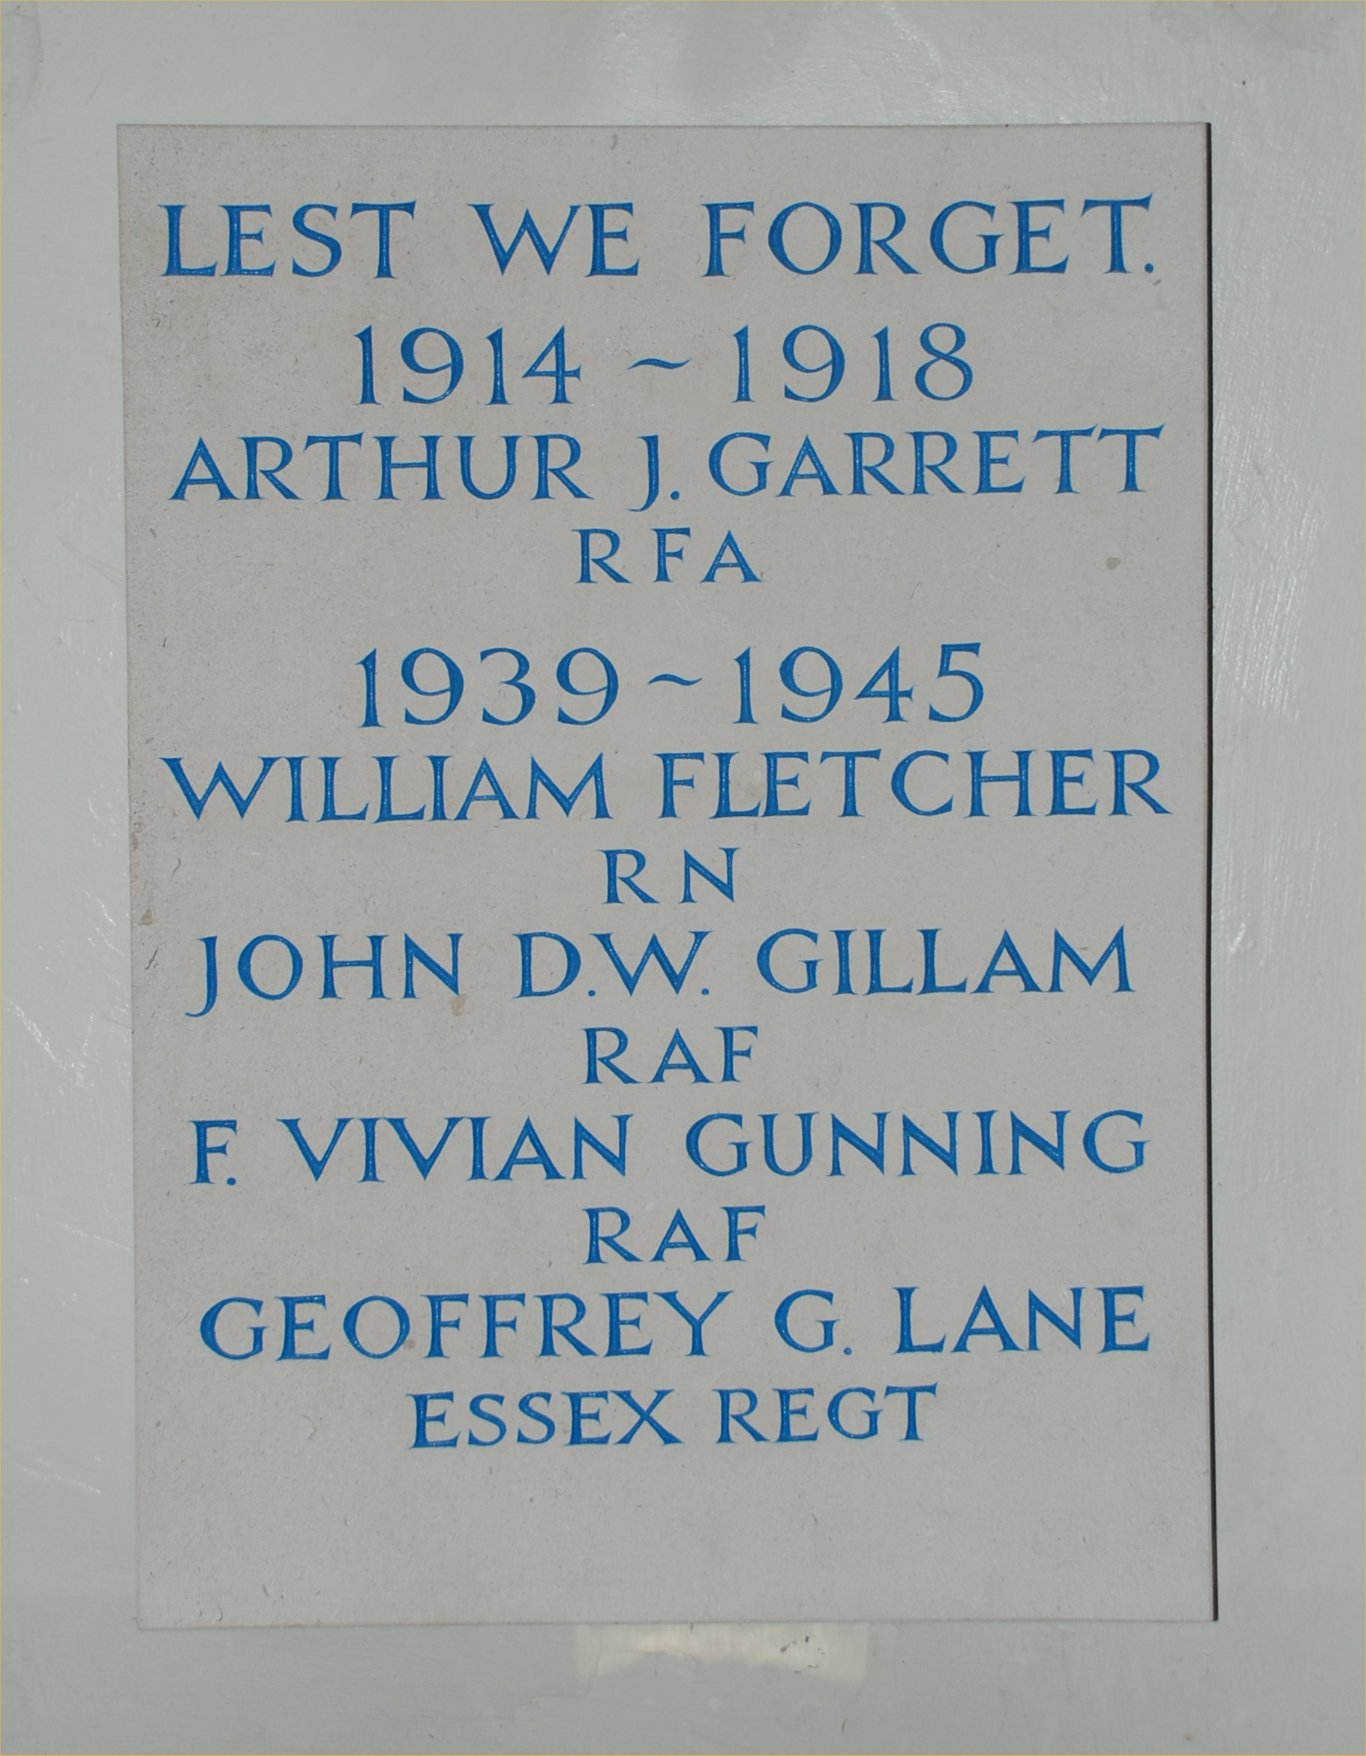 LEST WE FORGET.
1914 ~ 1918
ARTHUR J. GARRETT
RFA
1939 ~ 1945
WILLIAM FLETCHER
RN
JOHN D.W. GILLAM
RAF
F. VIVIAN GUNNING
RAF
GEOFFREY G. LANE
ESSEX REGT